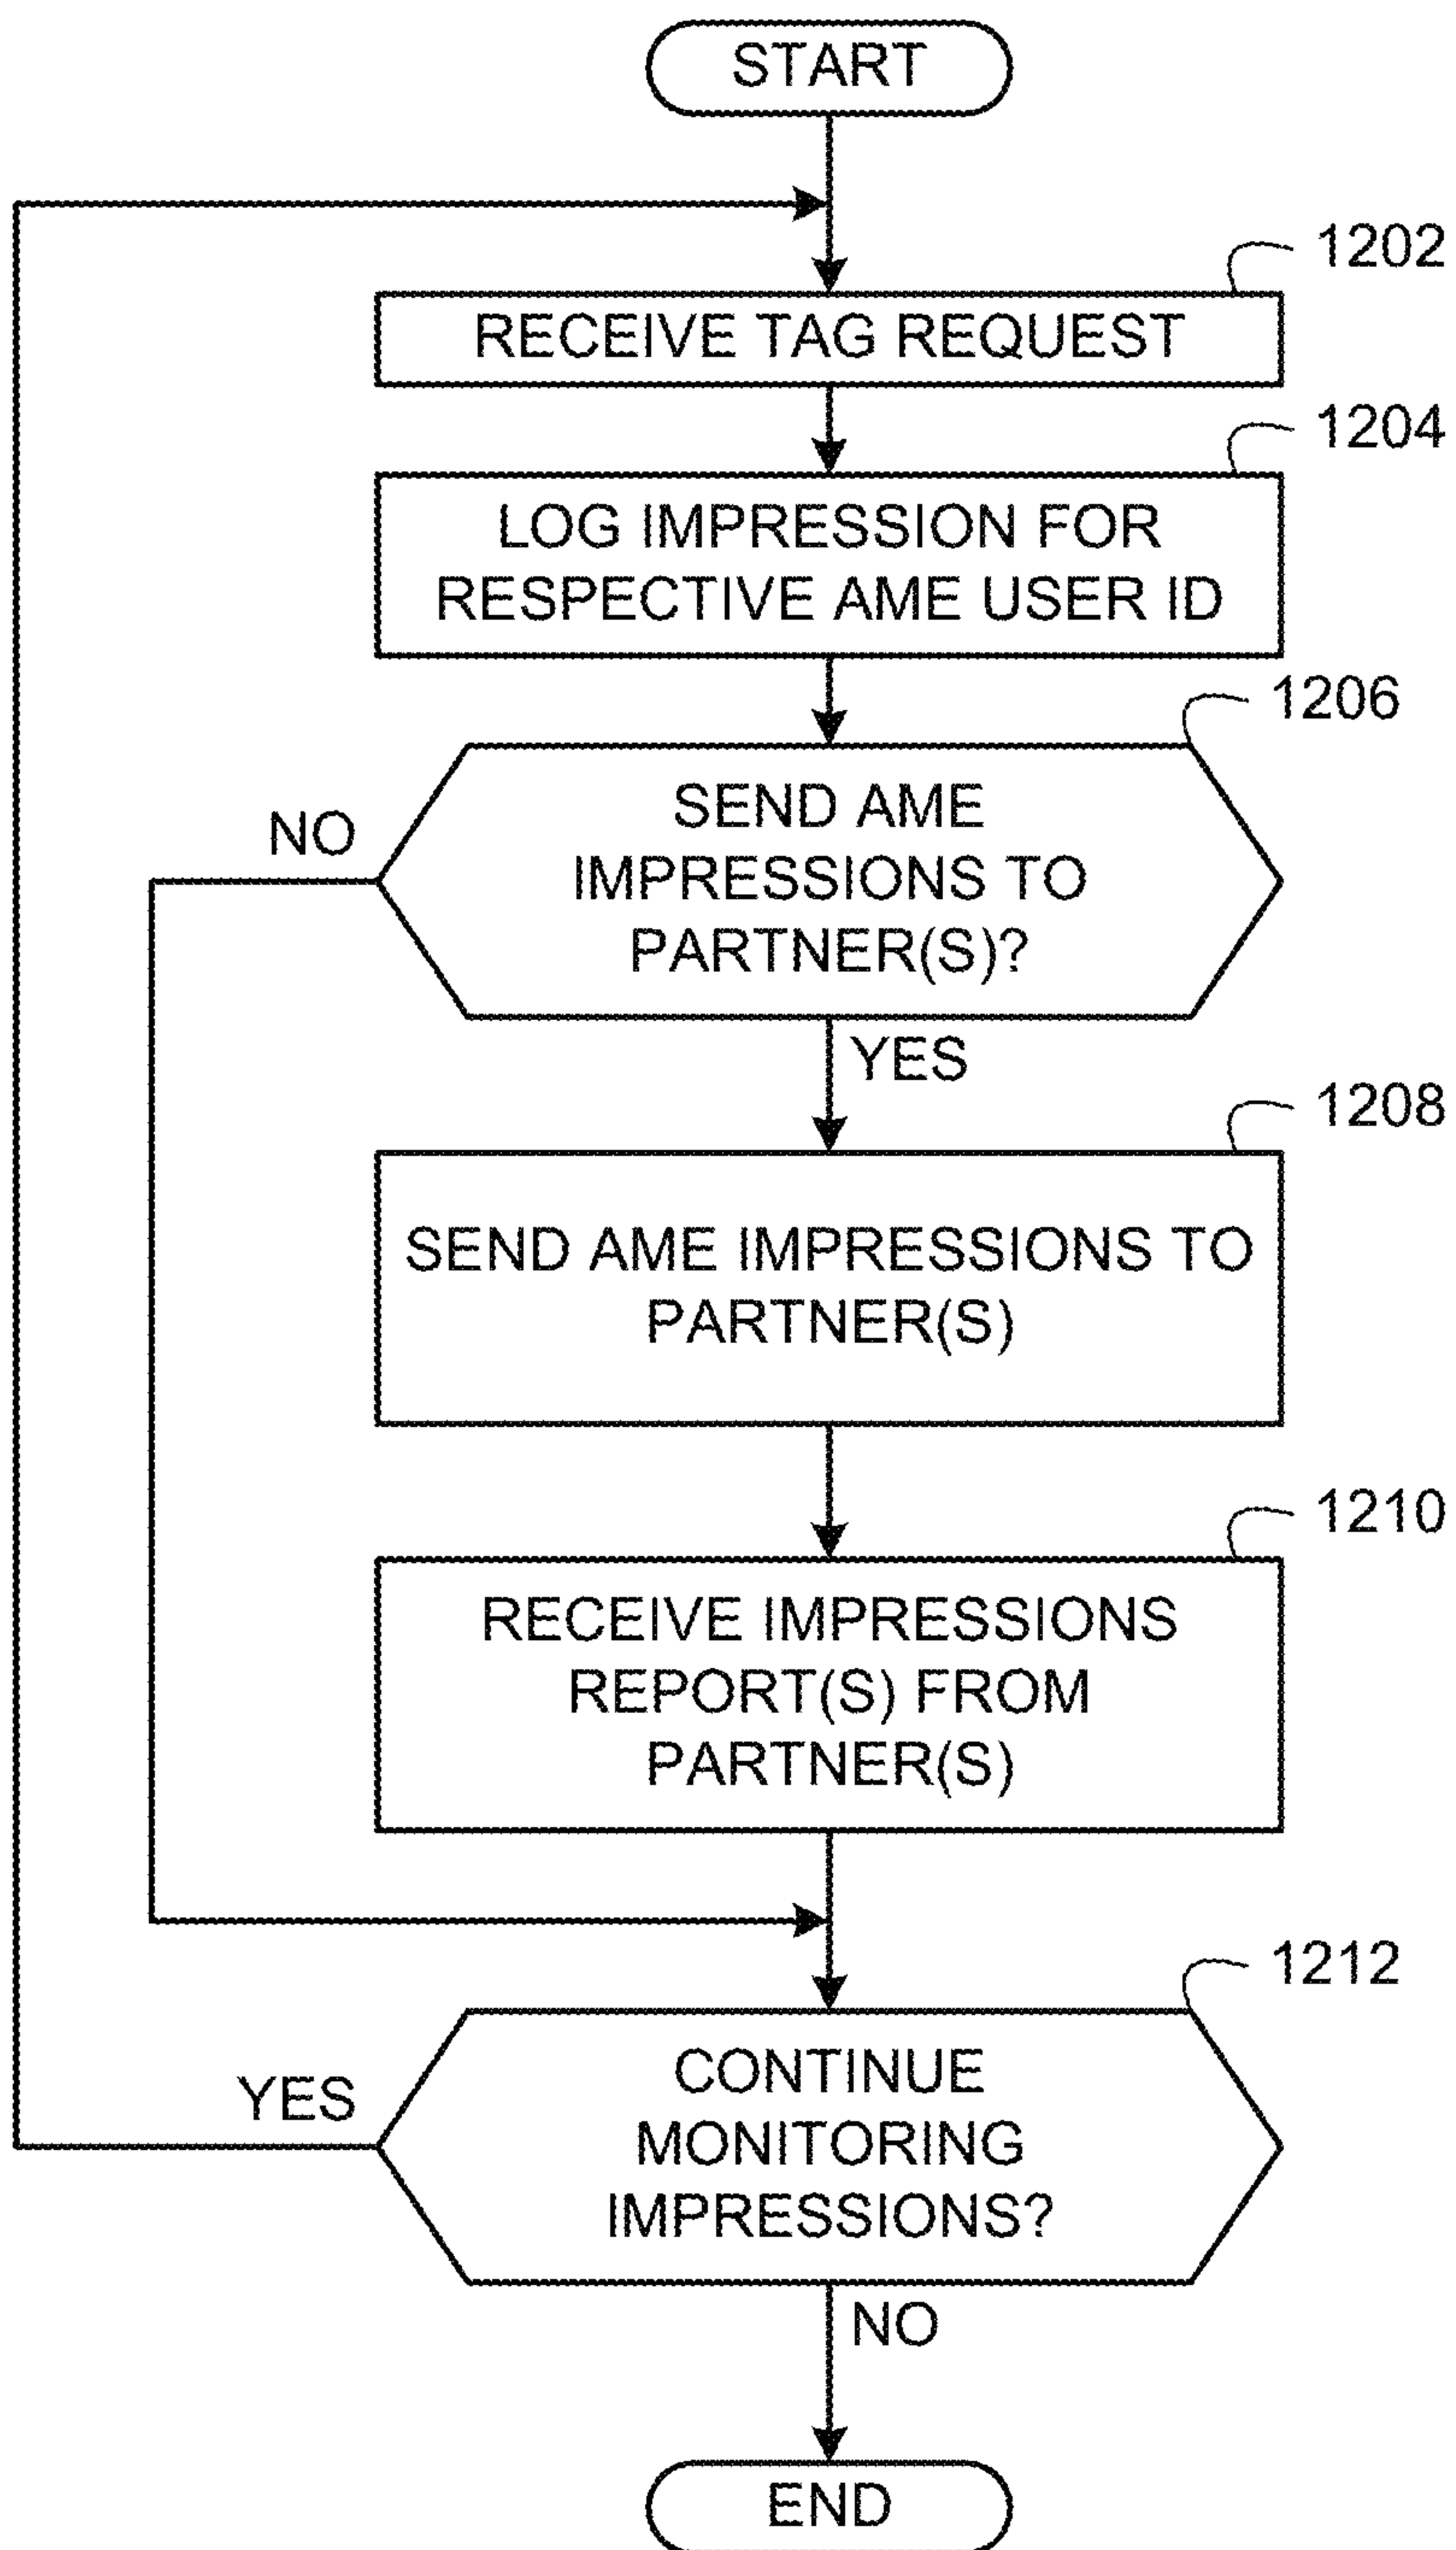 START
1202
RECEIVE TAG REQUEST
1204
LOG IMPRESSION FOR
RESPECTIVE AME USER ID
1206
SEND AME
IMPRESSIONS TO
PARTNER(S)?
NO
YES
1208
SEND AME IMPRESSIONS TO
PARTNER(S)
1210
RECEIVE IMPRESSIONS
REPORT(S) FROM
PARTNER(S)
1212
CONTINUE
MONITORING
IMPRESSIONS?
YES
NO
END